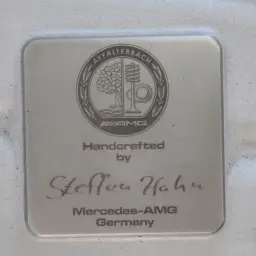 AFFALTERBACH
AMG
Handcrafted
by
Steffen Hahn
Mercedes-AMG
Germany